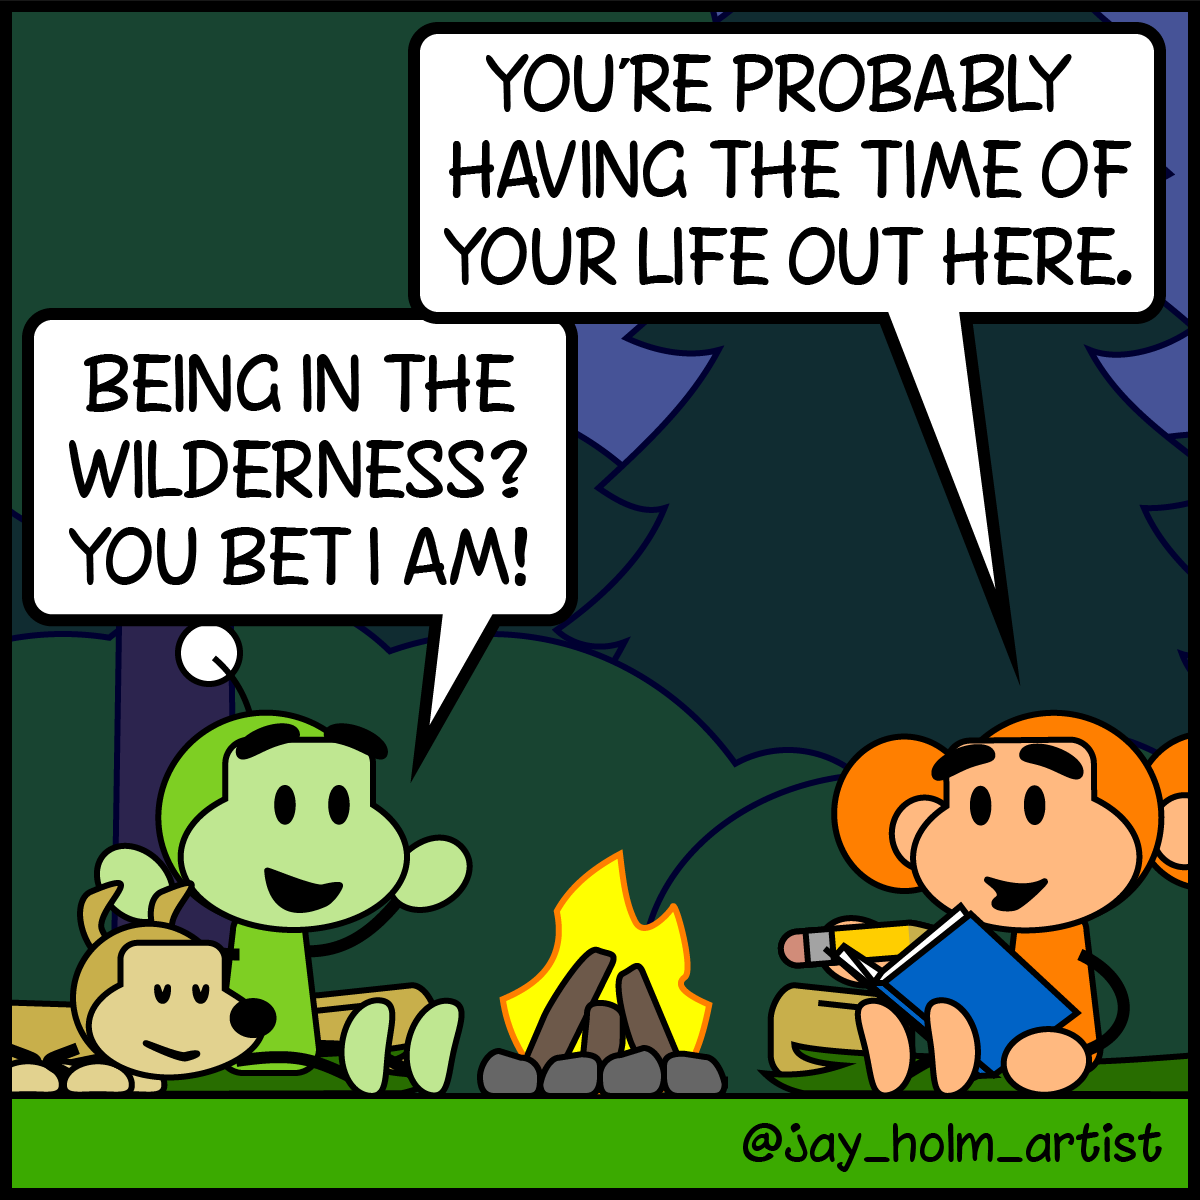 YOU'RE PROBABLY
HAVING THE TIME OF
YOUR LIFE OUT HERE.
BEING IN THE
WILDERNESS?
YOU BET I AM!
@jay_holm_artist